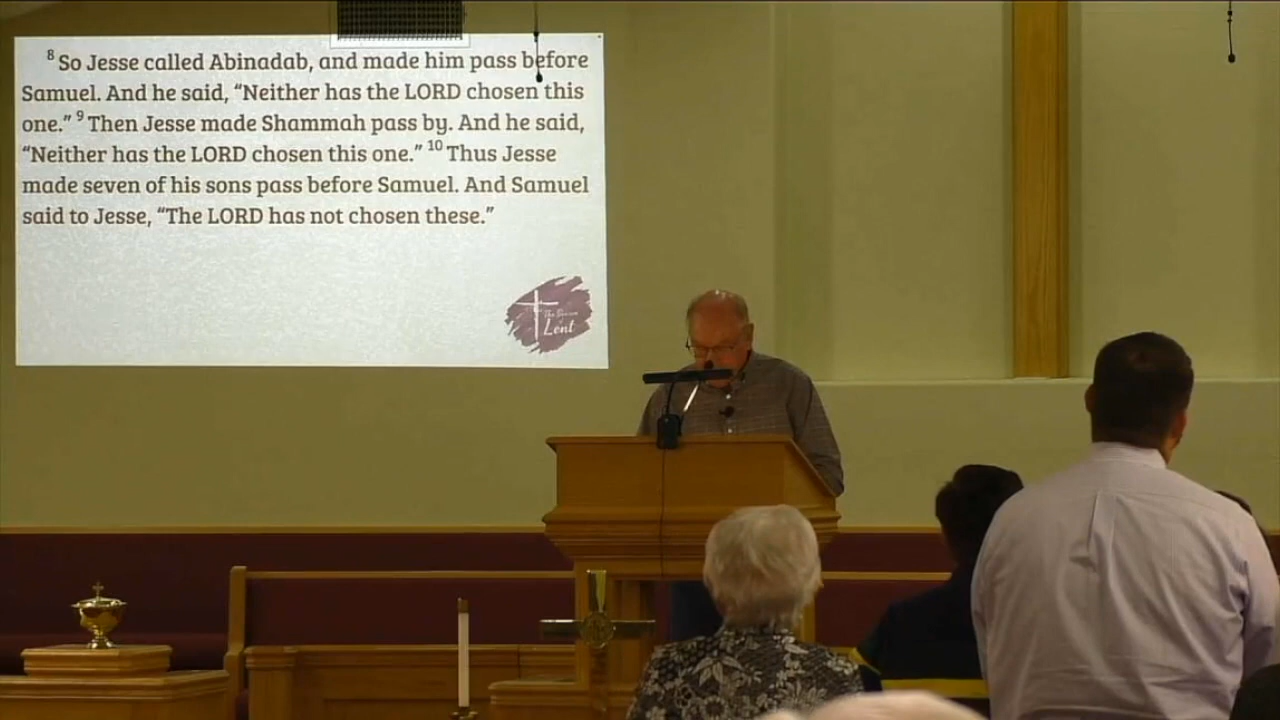 ⁸ So Jesse called Abinadab, and made him pass before
Samuel. And he said, “Neither has the LORD chosen this
one.” ⁹ Then Jesse made Shammah pass by. And he said,
“Neither has the LORD chosen this one.” ¹⁰ Thus Jesse
made seven of his sons pass before Samuel. And Samuel
said to Jesse, “The LORD has not chosen these.”
The Season
of
Lent